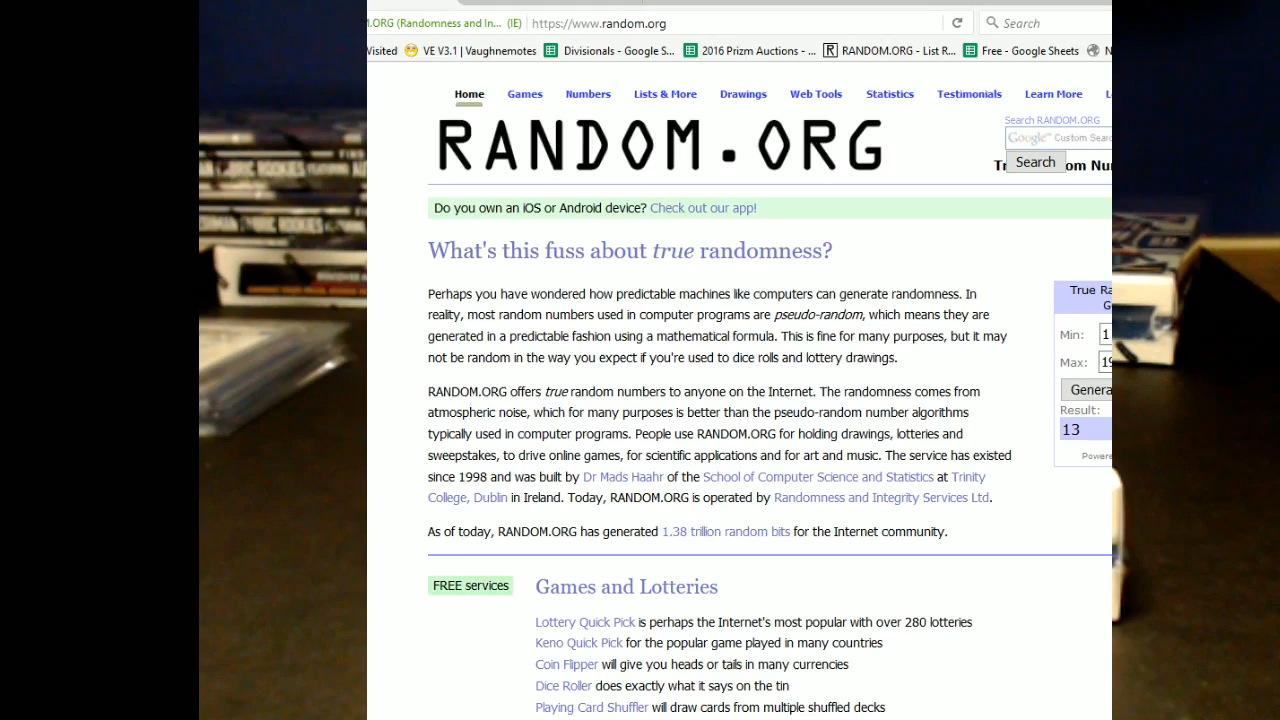 M.ORG (Randomness and In... (IE) https://www.random.org Search
Visited VE V3.1 | Vaughnemotes Divisionals - Google S... 2016 Prizm Auctions - ... RANDOM.ORG - List R... Free - Google Sheets
Home Games Numbers Lists & More Drawings Web Tools Statistics Testimonials Learn More
Search RANDOM.ORG
RANDOM.ORG
Google™ Custom Sear
Search
Do you own an iOS or Android device? Check out our app!
What's this fuss about true randomness?
Perhaps you have wondered how predictable machines like computers can generate randomness. In
reality, most random numbers used in computer programs are pseudo-random, which means they are
generated in a predictable fashion using a mathematical formula. This is fine for many purposes, but it may
not be random in the way you expect if you're used to dice rolls and lottery drawings.
RANDOM.ORG offers true random numbers to anyone on the Internet. The randomness comes from
atmospheric noise, which for many purposes is better than the pseudo-random number algorithms
typically used in computer programs. People use RANDOM.ORG for holding drawings, lotteries and
sweepstakes, to drive online games, for scientific applications and for art and music. The service has existed
since 1998 and was built by Dr Mads Haahr of the School of Computer Science and Statistics at Trinity
College, Dublin in Ireland. Today, RANDOM.ORG is operated by Randomness and Integrity Services Ltd.
As of today, RANDOM.ORG has generated 1.38 trillion random bits for the Internet community.
True Ra
G
Min: 1
Max: 19
Genera
Result:
13
Powere
FREE services
Games and Lotteries
Lottery Quick Pick is perhaps the Internet's most popular with over 280 lotteries
Keno Quick Pick for the popular game played in many countries
Coin Flipper will give you heads or tails in many currencies
Dice Roller does exactly what it says on the tin
Playing Card Shuffler will draw cards from multiple shuffled decks